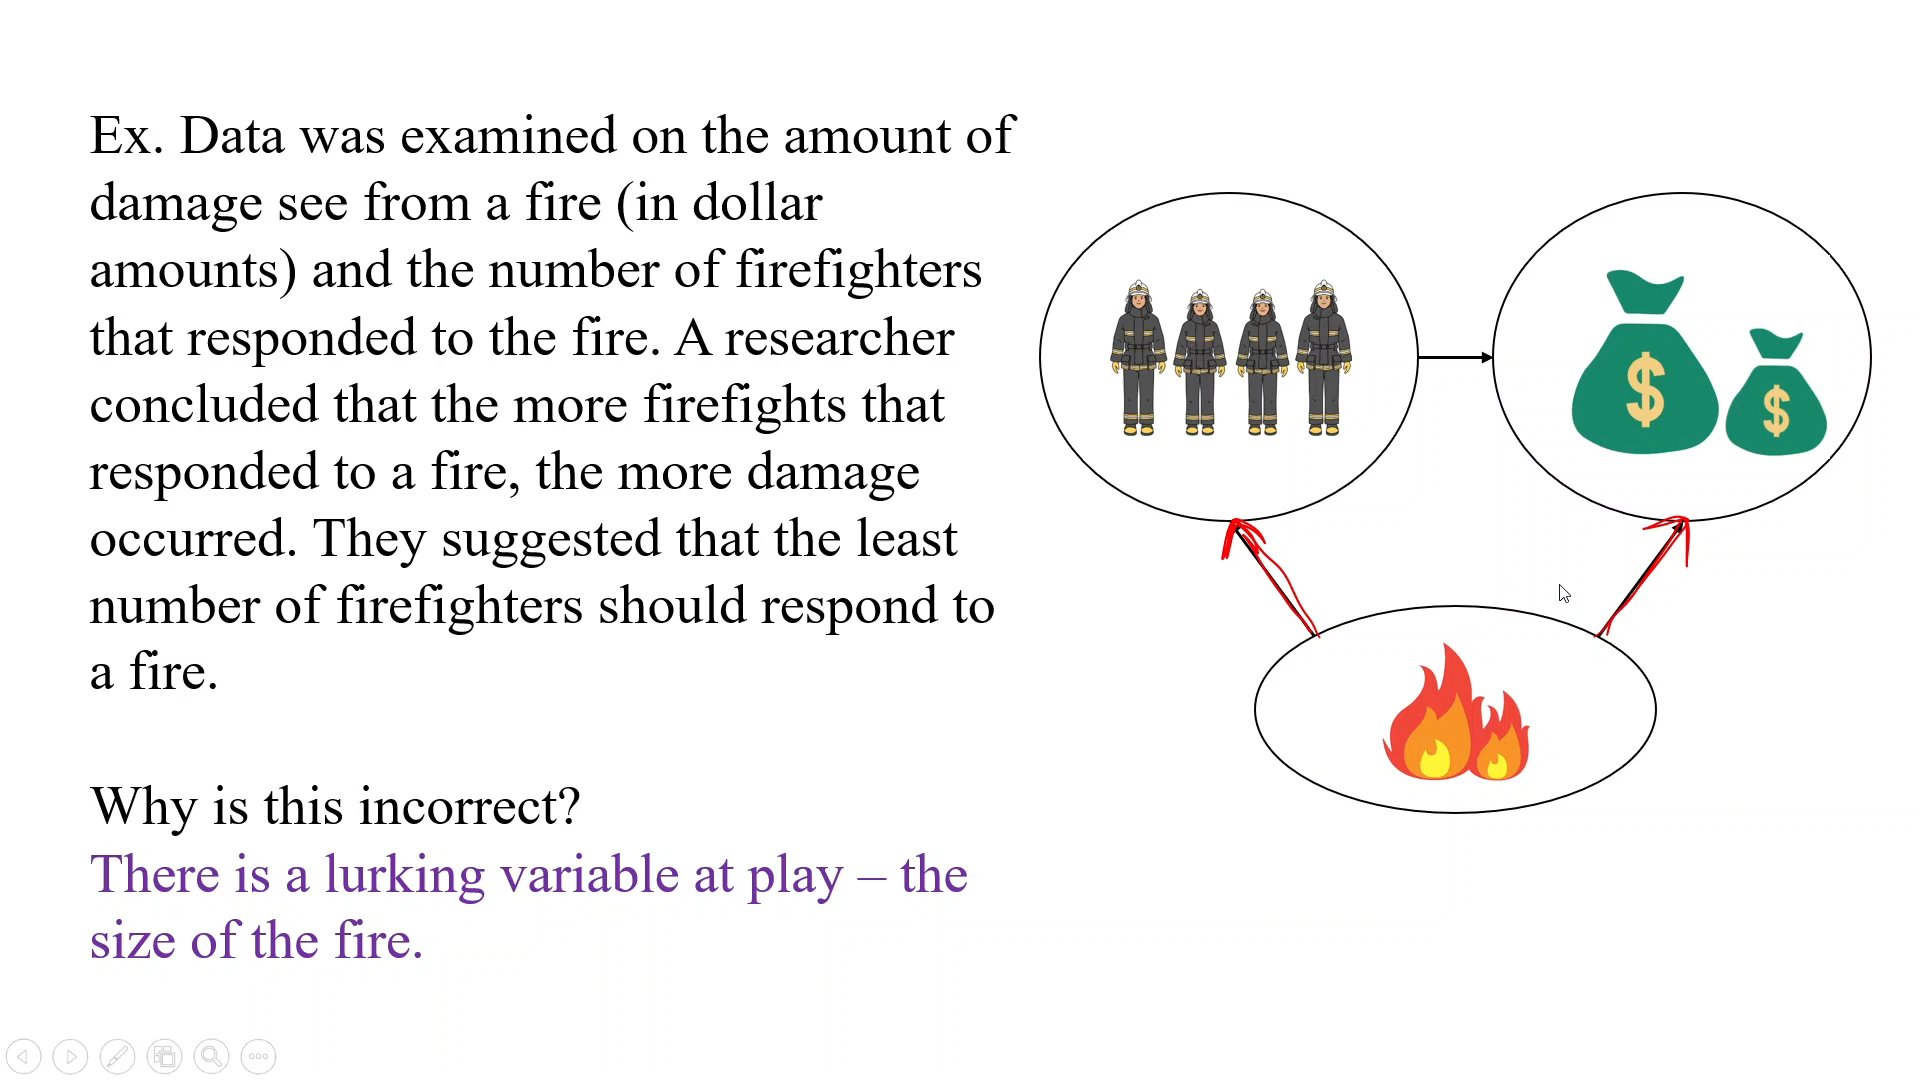 Ex. Data was examined on the amount of
damage see from a fire (in dollar
amounts) and the number of firefighters
that responded to the fire. A researcher
concluded that the more firefights that
responded to a fire, the more damage
occurred. They suggested that the least
number of firefighters should respond to
a fire.
Why is this incorrect?
There is a lurking variable at play – the
size of the fire.
$
$